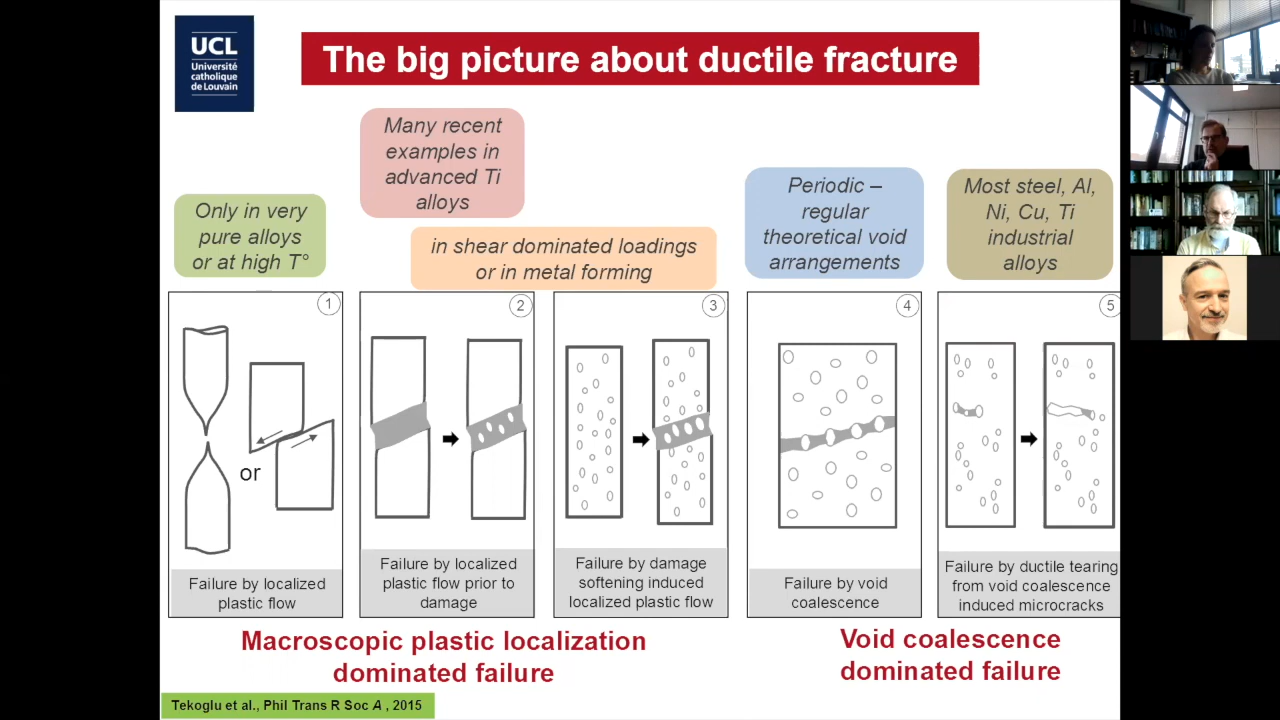 UCL
Université
catholique
de Louvain
The big picture about ductile fracture
Many recent
examples in
advanced Ti
alloys
Only in very
pure alloys
or at high T°
in shear dominated loadings
or in metal forming
Periodic –
regular
theoretical void
arrangements
Most steel, Al,
Ni, Cu, Ti
industrial
alloys
1
2
3
4
5
or
Failure by localized
plastic flow
Failure by localized
plastic flow prior to
damage
Failure by damage
softening induced
localized plastic flow
Failure by void
coalescence
Failure by ductile tearing
from void coalescence
induced microcracks
Macroscopic plastic localization
dominated failure
Void coalescence
dominated failure
Tekoglu et al., Phil Trans R Soc A , 2015